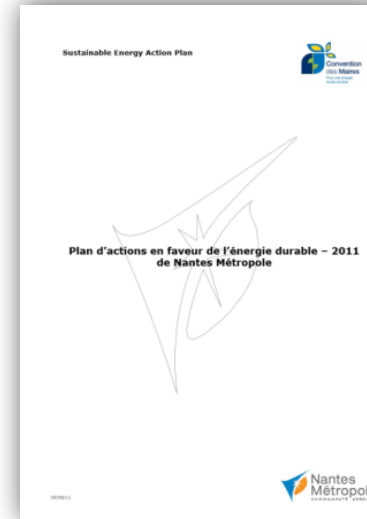 Sustainable Energy Action Plan
Convention
des Maires
Plan d'actions en faveur de l'énergie durable – 2011
de Nantes Métropole
Nantes
Métropol